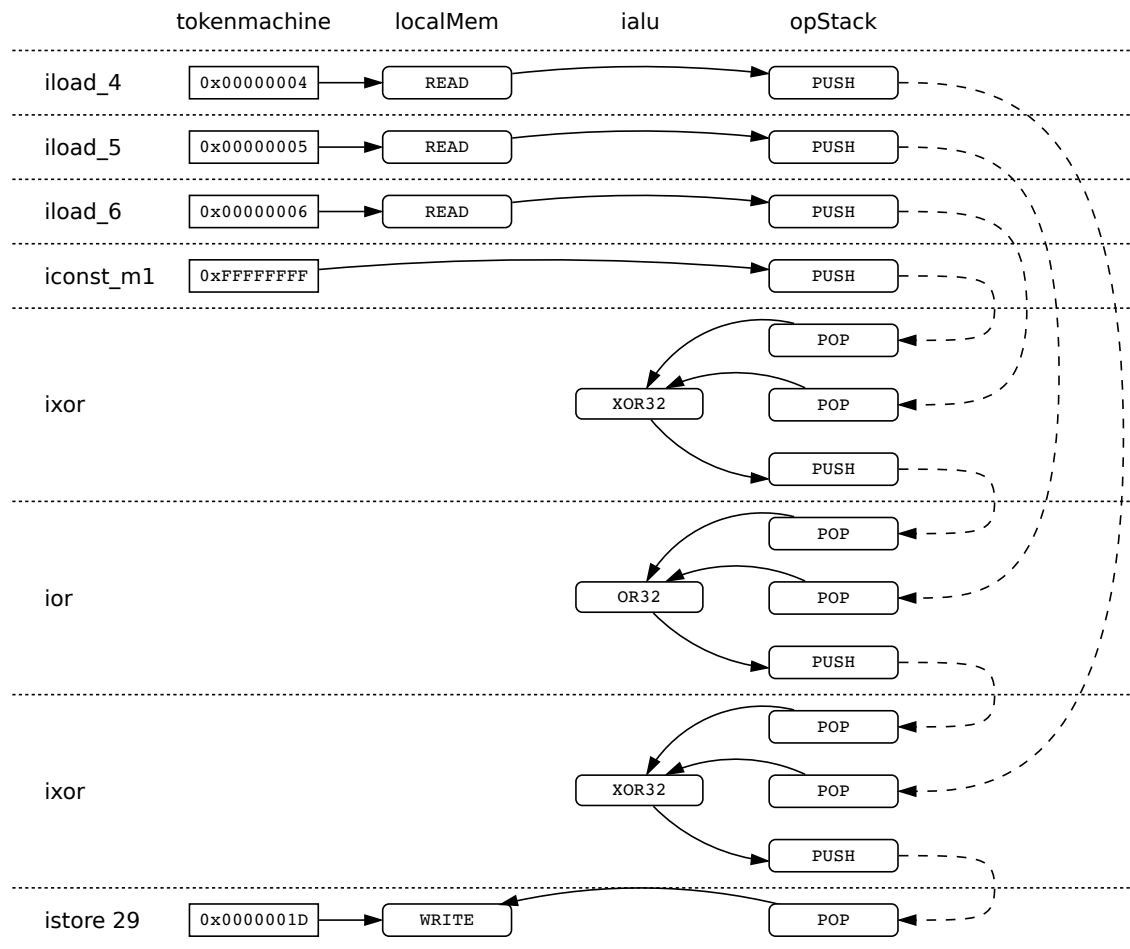 tokenmachine localMem ialu opStack
iload_4 0x00000004 READ PUSH
iload_5 0x00000005 READ PUSH
iload_6 0x00000006 READ PUSH
iconst_m1 0xFFFFFFFF PUSH
POP
ixor XOR32 POP
PUSH
POP
ior OR32 POP
PUSH
POP
ixor XOR32 POP
PUSH
istore 29 0x0000001D WRITE POP